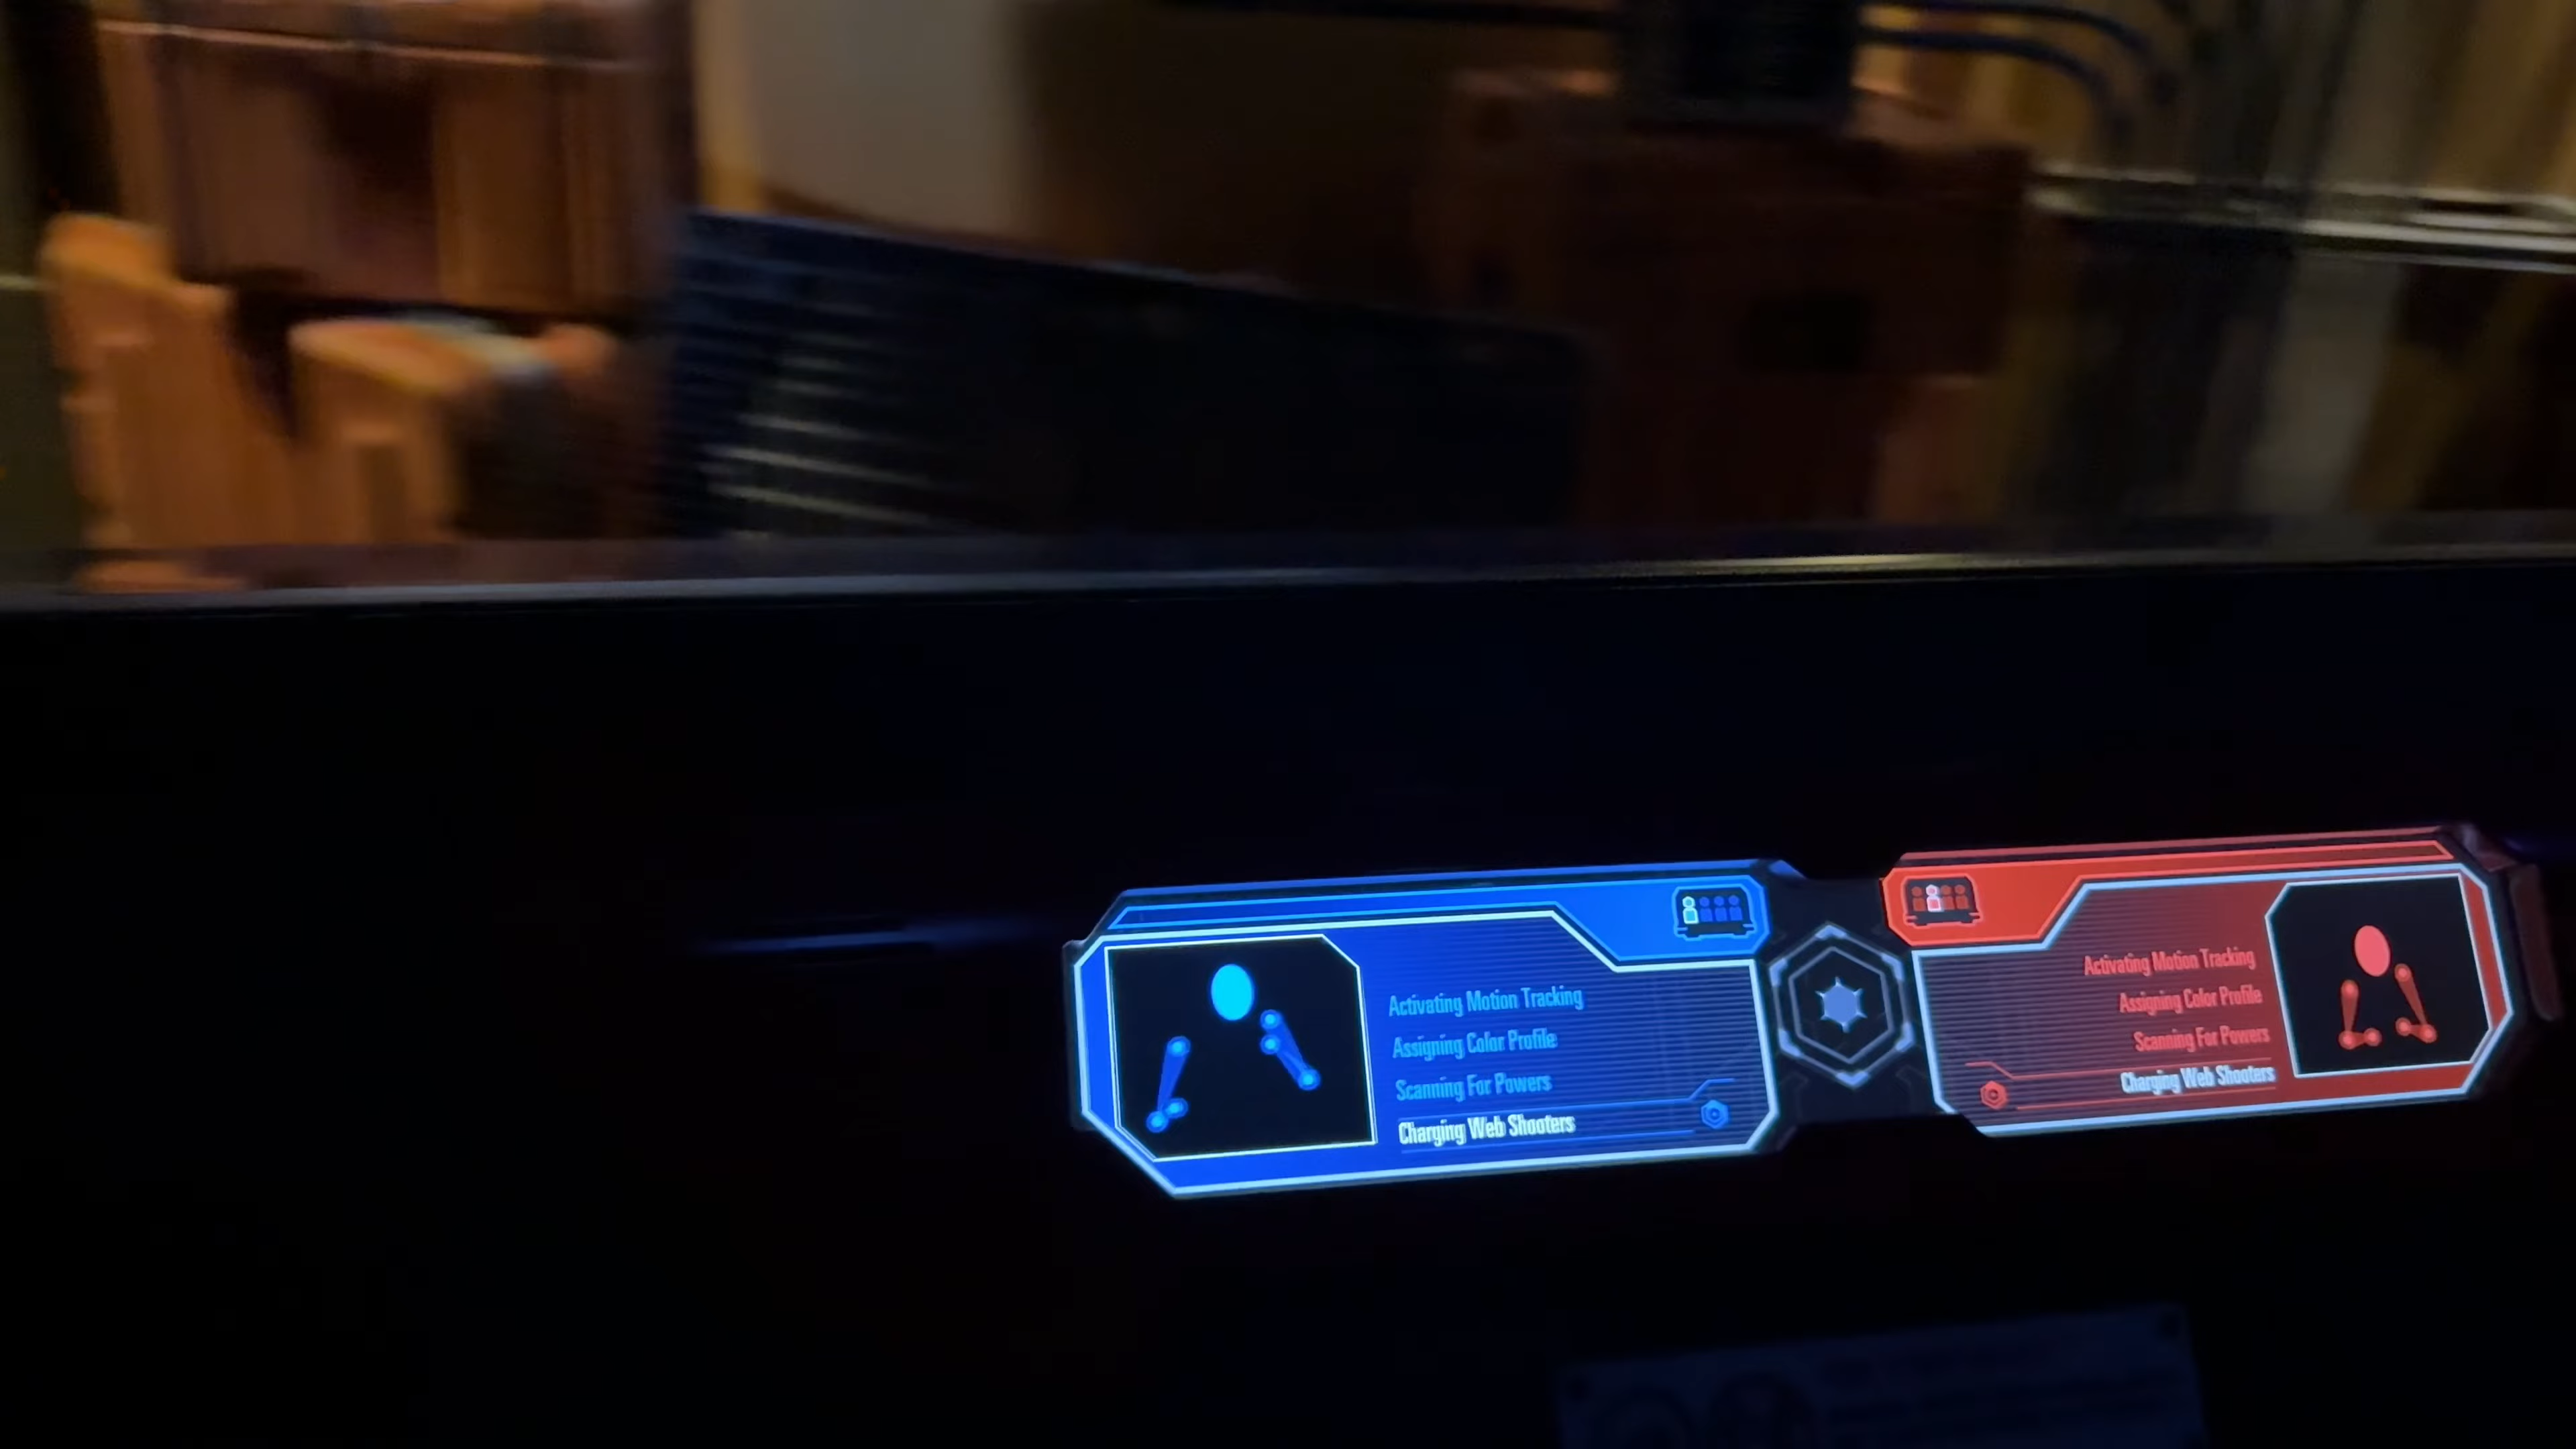 Activating Motion Tracking
Assigning Color Profile
Scanning For Powers
Charging Web Shooters
Activating Motion Tracking
Assigning Color Profile
Scanning For Powers
Charging Web Shooters